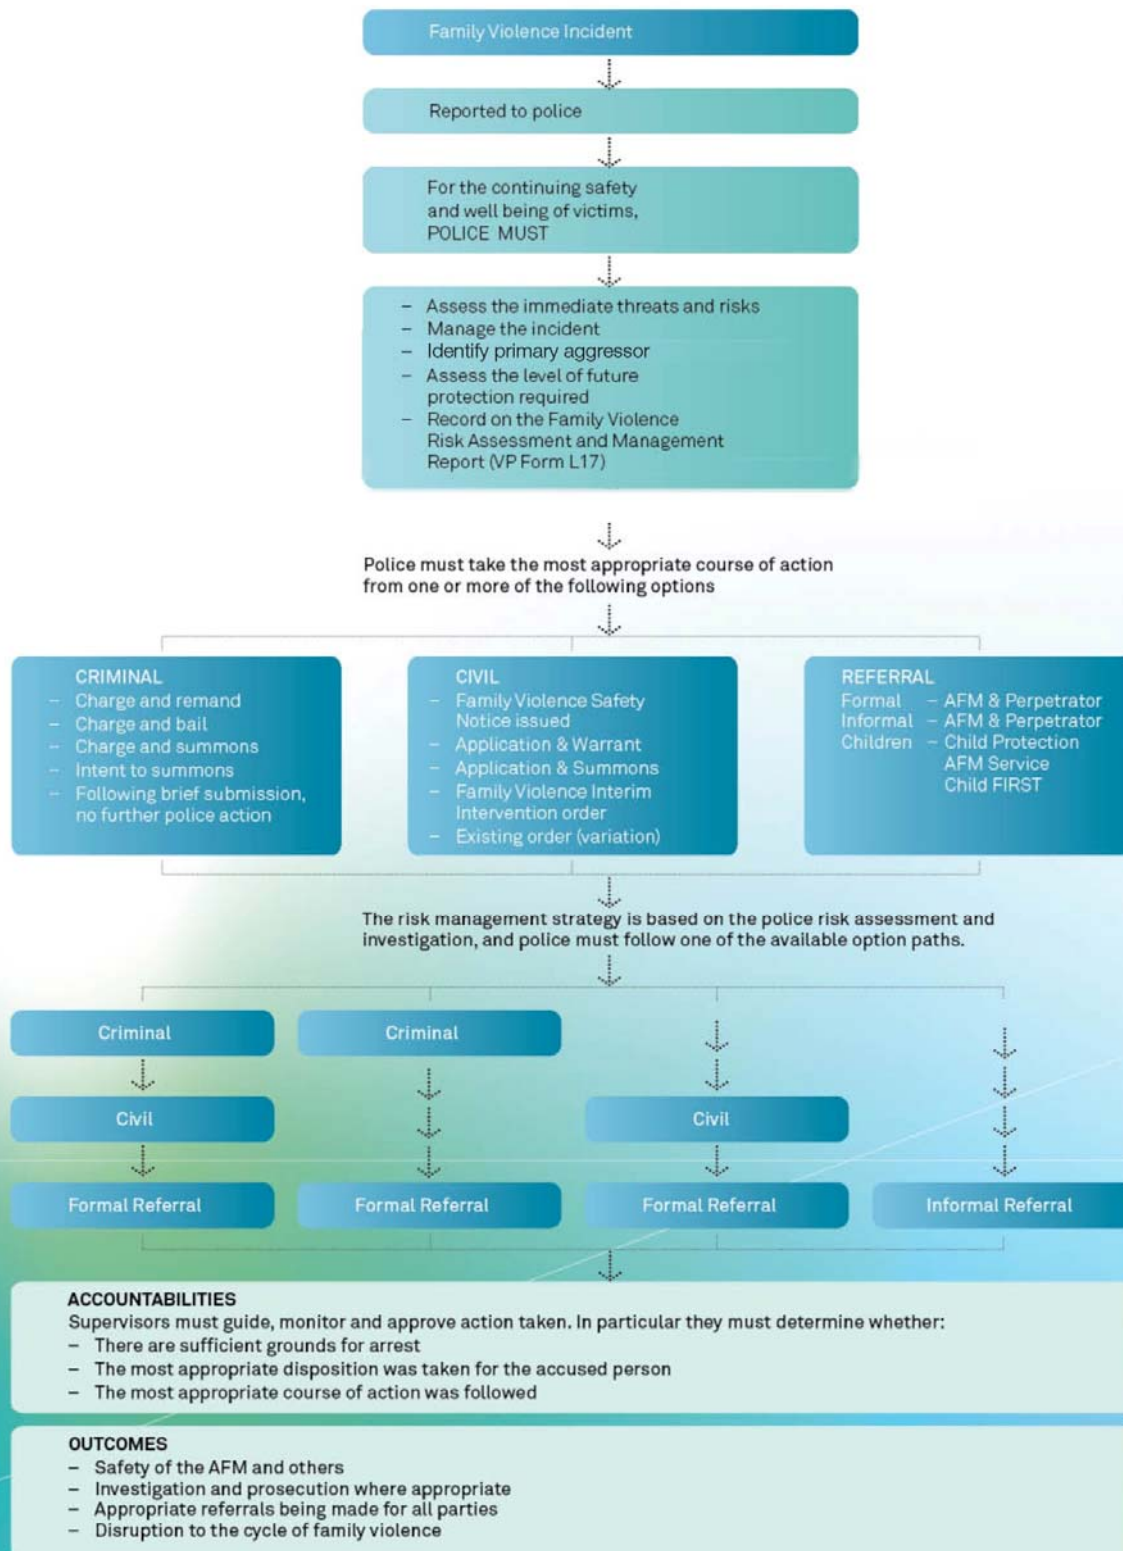 Family Violence Incident
Reported to police
For the continuing safety
and well being of victims,
POLICE MUST
– Assess the immediate threats and risks
– Manage the incident
– Identify primary aggressor
– Assess the level of future
protection required
– Record on the Family Violence
Risk Assessment and Management
Report (VP Form L17)
Police must take the most appropriate course of action
from one or more of the following options
CRIMINAL
– Charge and remand
– Charge and bail
– Charge and summons
– Intent to summons
– Following brief submission,
no further police action
CIVIL
– Family Violence Safety
Notice issued
– Application & Warrant
– Application & Summons
– Family Violence Interim
Intervention order
– Existing order (variation)
REFERRAL
Formal – AFM & Perpetrator
Informal – AFM & Perpetrator
Children – Child Protection
AFM Service
Child FIRST
The risk management strategy is based on the police risk assessment and
investigation, and police must follow one of the available option paths.
Criminal
Civil
Formal Referral
Criminal
Formal Referral
Civil
Formal Referral
Informal Referral
ACCOUNTABILITIES
Supervisors must guide, monitor and approve action taken. In particular they must determine whether:
– There are sufficient grounds for arrest
– The most appropriate disposition was taken for the accused person
– The most appropriate course of action was followed
OUTCOMES
– Safety of the AFM and others
– Investigation and prosecution where appropriate
– Appropriate referrals being made for all parties
– Disruption to the cycle of family violence